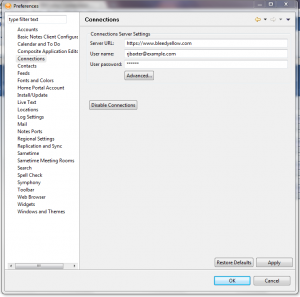 Preferences
type filter text
Connections
Accounts
Basic Notes Client Configurat
Calendar and To Do
Composite Application Editor
Connections
Contacts
Feeds
Fonts and Colors
Home Portal Account
Install/Update
Live Text
Locations
Log Settings
Mail
Notes Ports
Regional Settings
Replication and Sync
Sametime
Sametime Meeting Rooms
Search
Spell Check
Symphony
Toolbar
Web Browser
Widgets
Windows and Themes
Connections Server Settings
Server URL: https://www.bleedyellow.com
User name: rjbaxter@example.com
User password: ******
Advanced...
Disable Connections
Restore Defaults Apply
OK Cancel